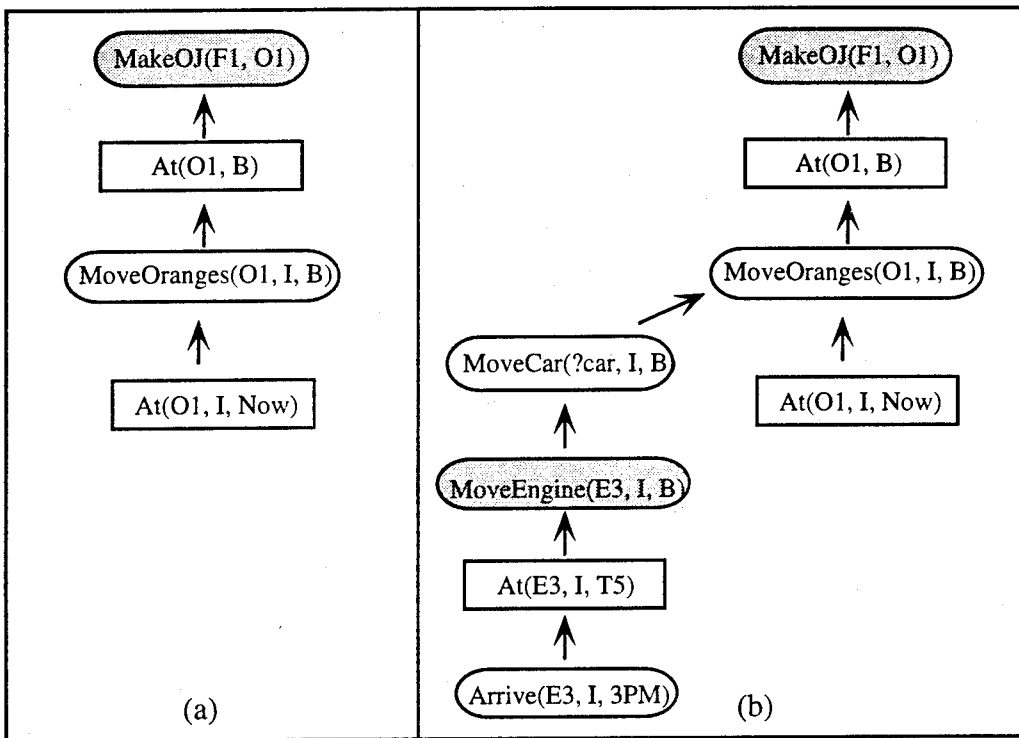 MakeOJ(F1, O1)
At(O1, B)
MoveOranges(O1, I, B)
At(O1, I, Now)
(a)
MakeOJ(F1, O1)
At(O1, B)
MoveOranges(O1, I, B)
MoveCar(?car, I, B
At(O1, I, Now)
MoveEngine(E3, I, B)
At(E3, I, T5)
Arrive(E3, I, 3PM)
(b)